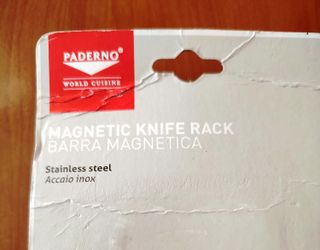 PADERNO®
WORLD CUISINE
MAGNETIC KNIFE RACK
BARRA MAGNETICA
Stainless steel
Accaio inox